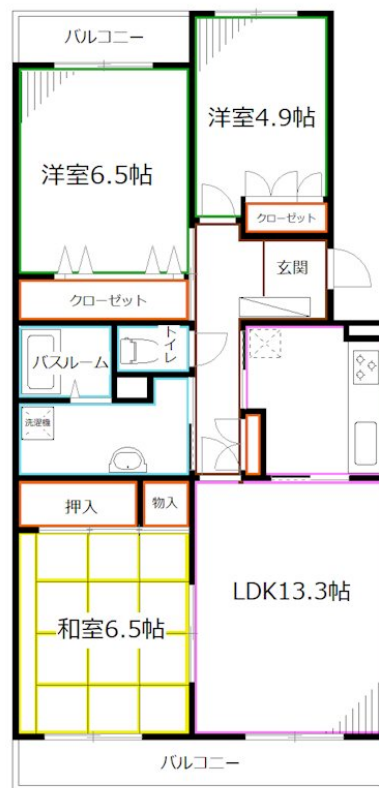 バルコニー
洋室4.9帖
洋室6.5帖
クローゼット
玄関
クローゼット
トイレ
バスルーム
洗濯機
押入
物入
LDK13.3帖
和室6.5帖
バルコニー